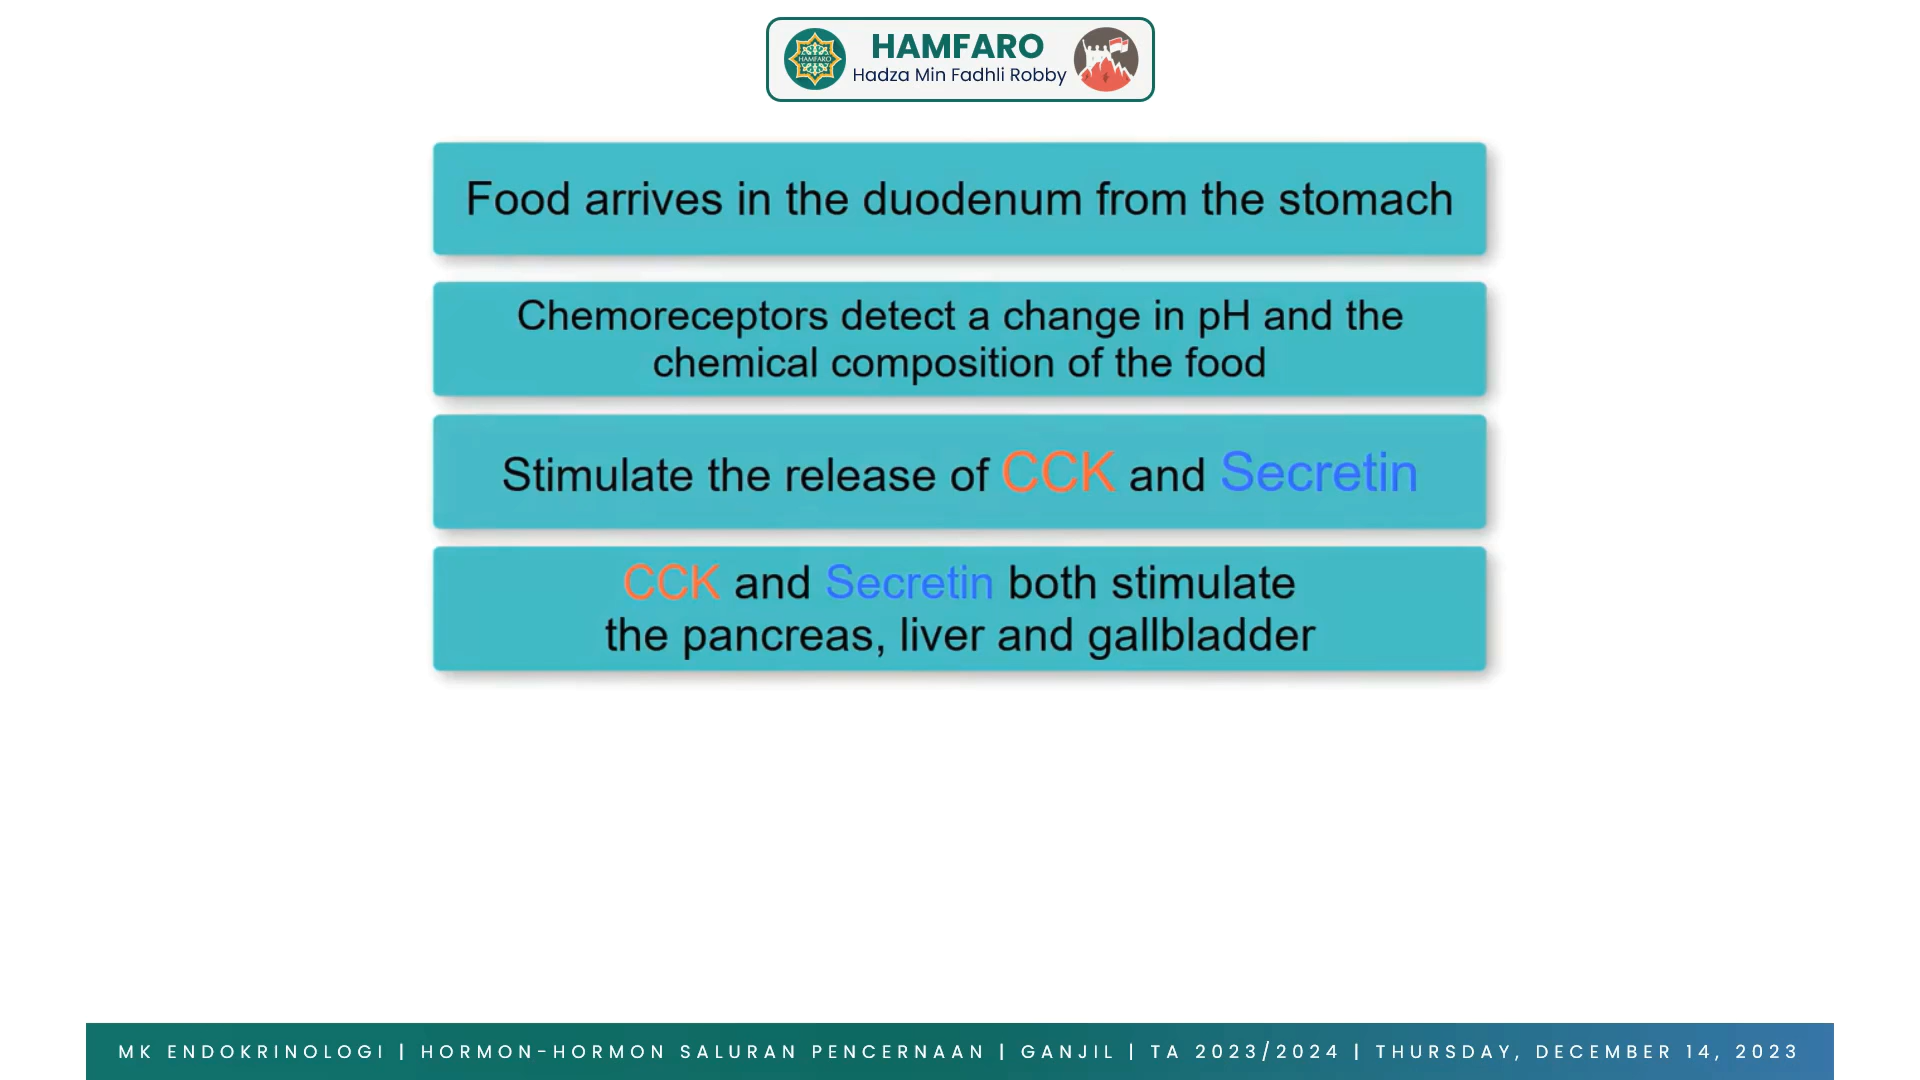 HAMFARO
HAMFARO
Hadza Min Fadhli Robby
Food arrives in the duodenum from the stomach
Chemoreceptors detect a change in pH and the
chemical composition of the food
Stimulate the release of CCK and Secretin
CCK and Secretin both stimulate
the pancreas, liver and gallbladder
MK ENDOKRINOLOGI | HORMON-HORMON SALURAN PENCERNAAN | GANJIL | TA 2023/2024 | THURSDAY, DECEMBER 14, 2023